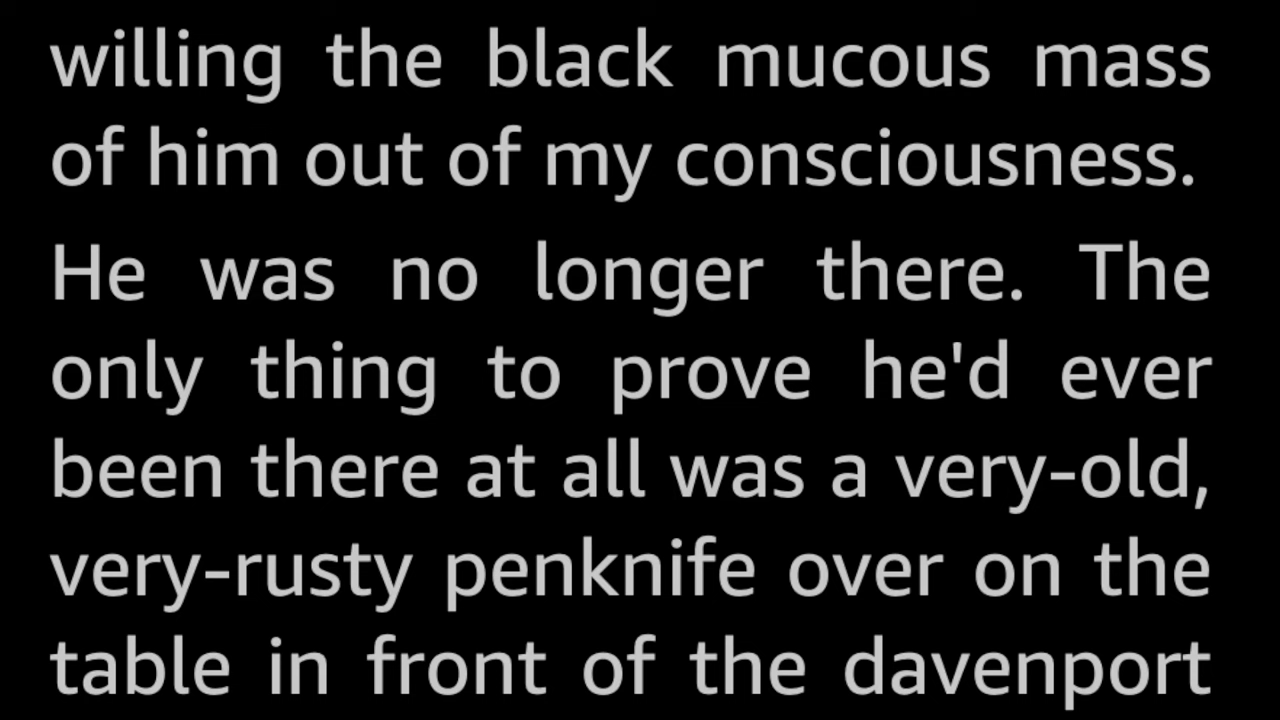 willing the black mucous mass
of him out of my consciousness.
He was no longer there. The
only thing to prove he'd ever
been there at all was a very-old,
very-rusty penknife over on the
table in front of the davenport